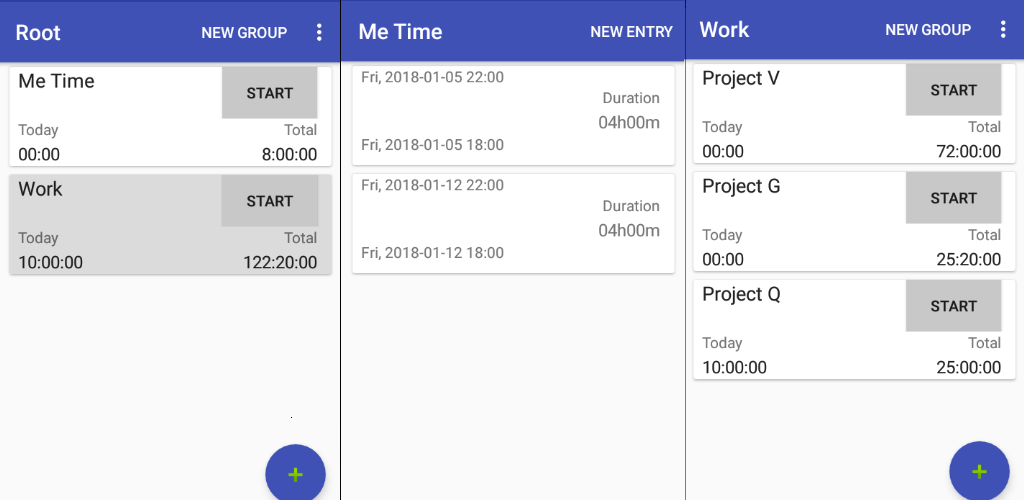 Root
NEW GROUP
Me Time
START
Today
Total
00:00
8:00:00
Work
START
Today
Total
10:00:00
122:20:00
+
Me Time
NEW ENTRY
Fri, 2018-01-05 22:00
Duration
04h00m
Fri, 2018-01-05 18:00
Fri, 2018-01-12 22:00
Duration
04h00m
Fri, 2018-01-12 18:00
Work
NEW GROUP
Project V
START
Today
Total
00:00
72:00:00
Project G
START
Today
Total
00:00
25:20:00
Project Q
START
Today
Total
10:00:00
25:00:00
+